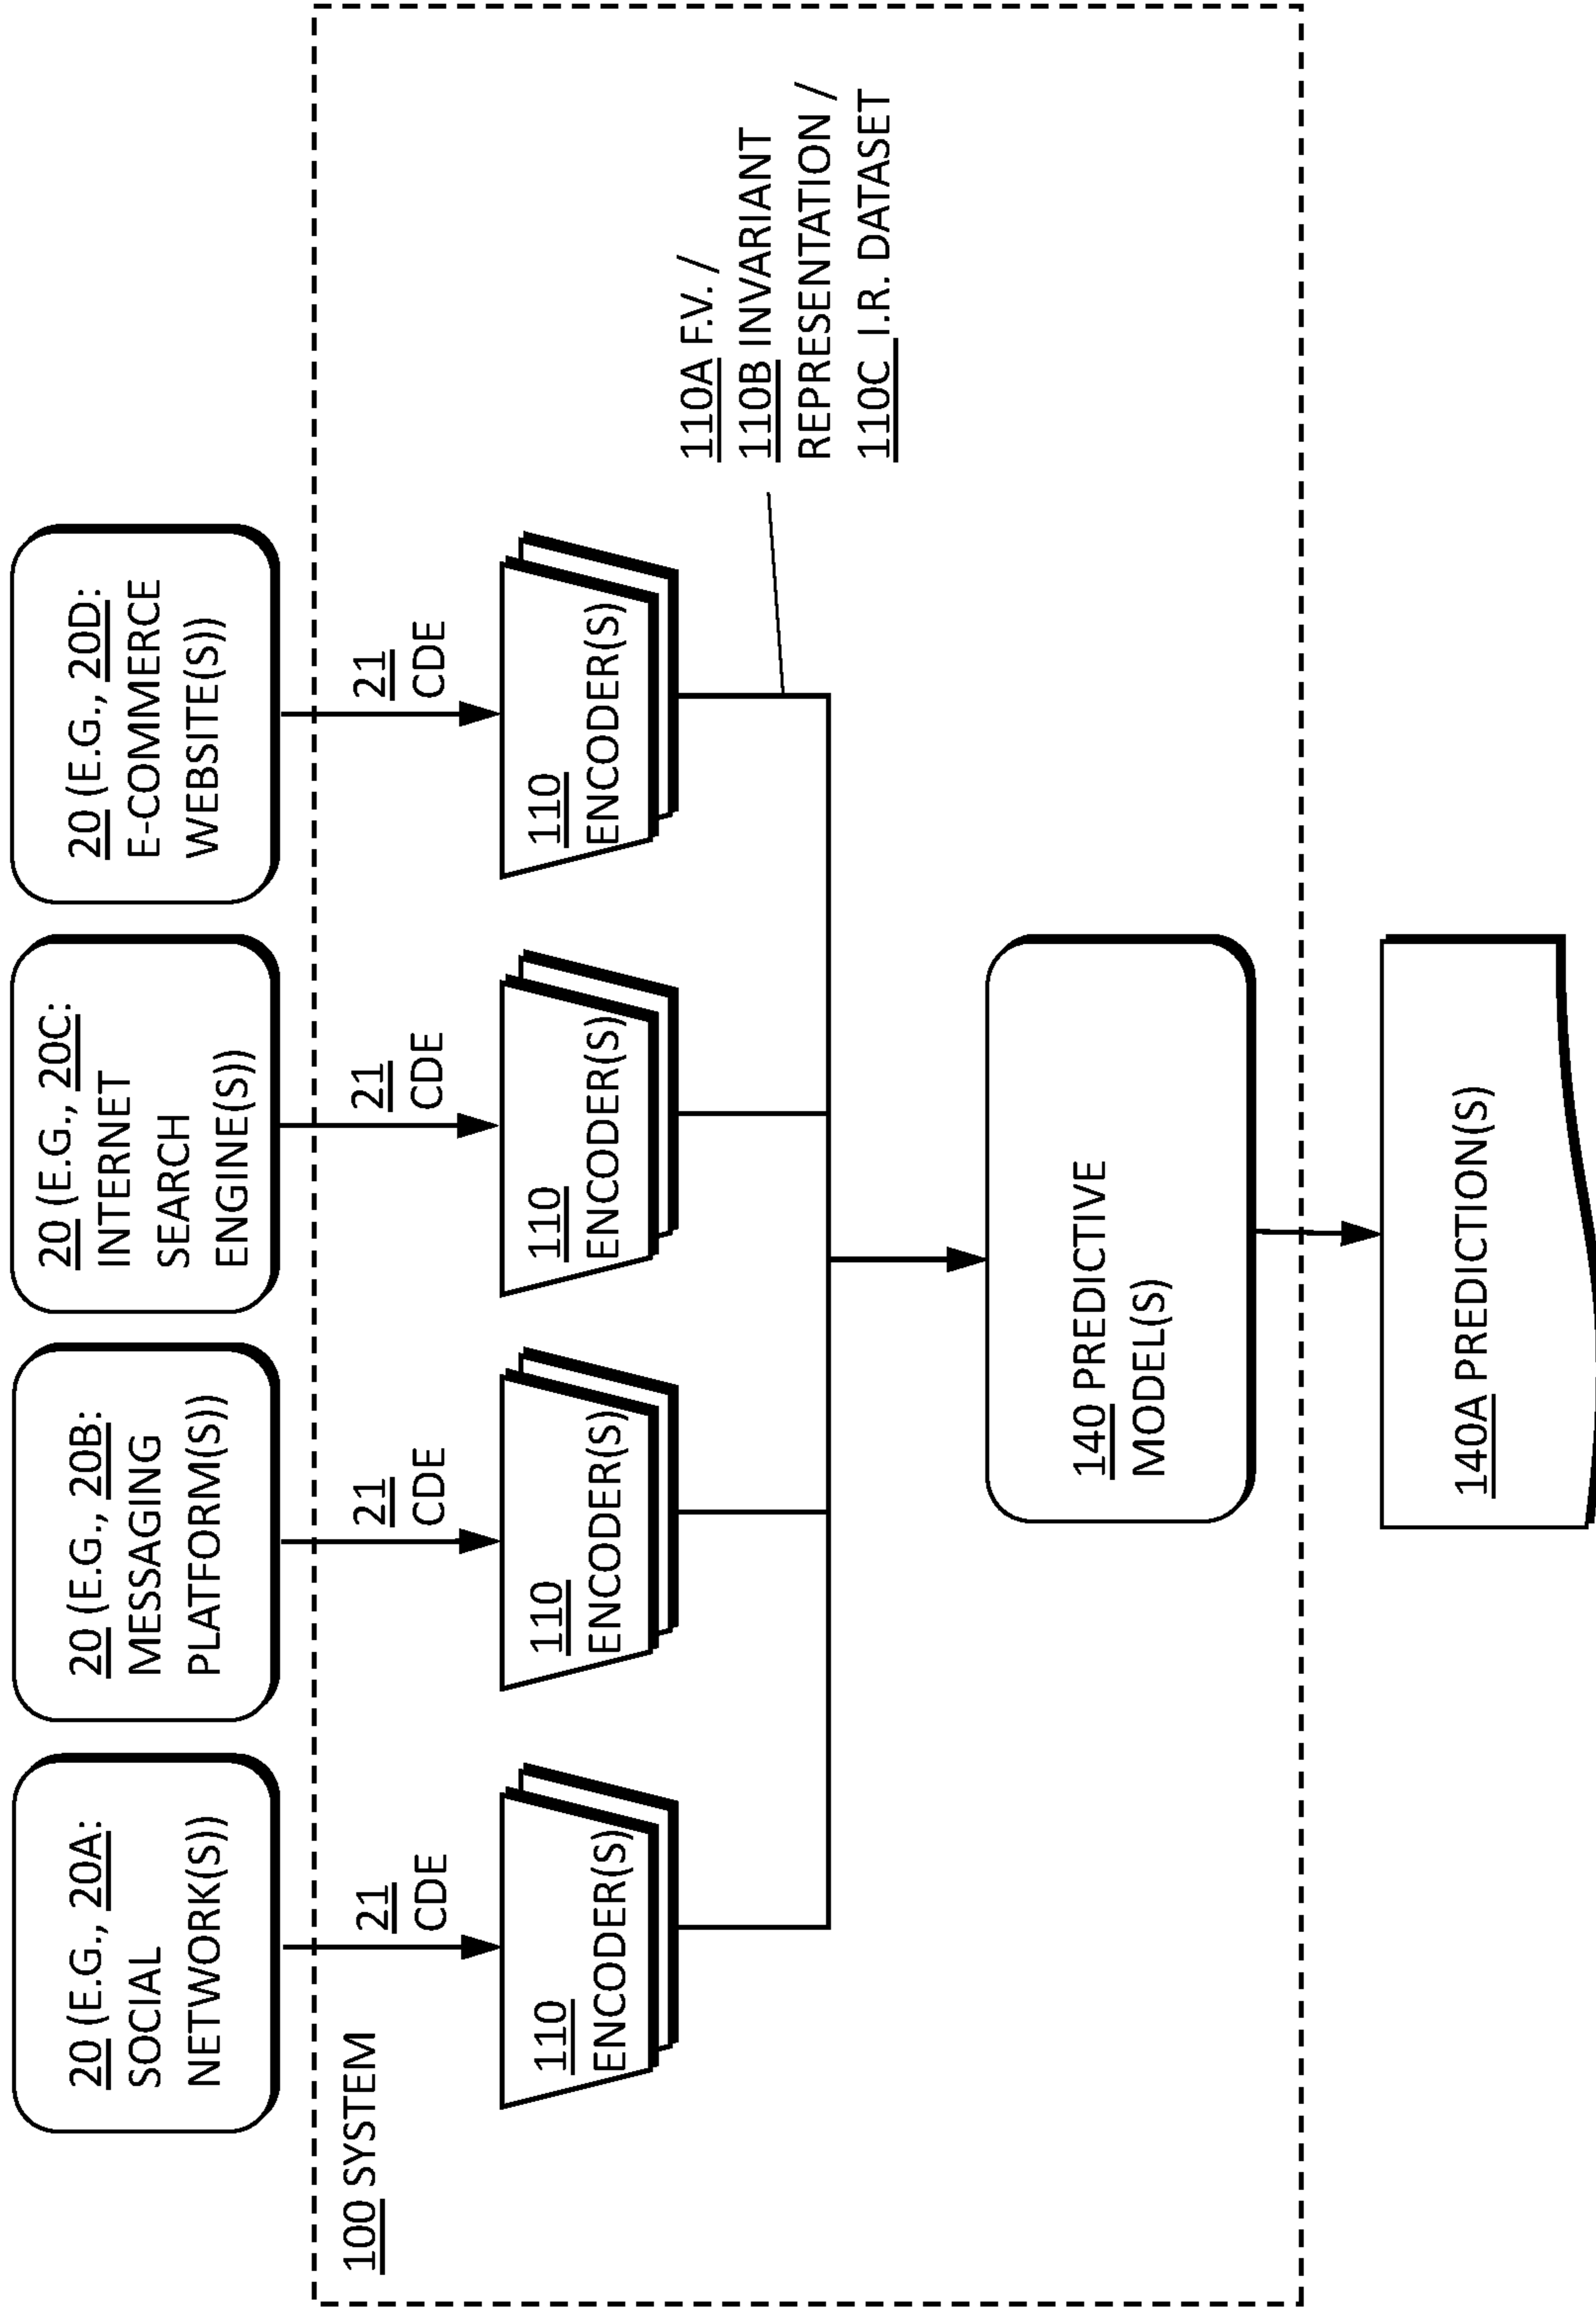 20 (E.G., 20A:
SOCIAL
NETWORK(S))
20 (E.G., 20B:
MESSAGING
PLATFORM(S))
20 (E.G., 20C:
INTERNET
SEARCH
ENGINE(S))
20 (E.G., 20D:
E-COMMERCE
WEBSITE(S))
100 SYSTEM
21
CDE
21
CDE
21
CDE
21
CDE
110
ENCODER(S)
110
ENCODER(S)
110
ENCODER(S)
110
ENCODER(S)
110A F.V. /
110B INVARIANT
REPRESENTATION /
110C I.R. DATASET
140 PREDICTIVE
MODEL(S)
140A PREDICTION(S)